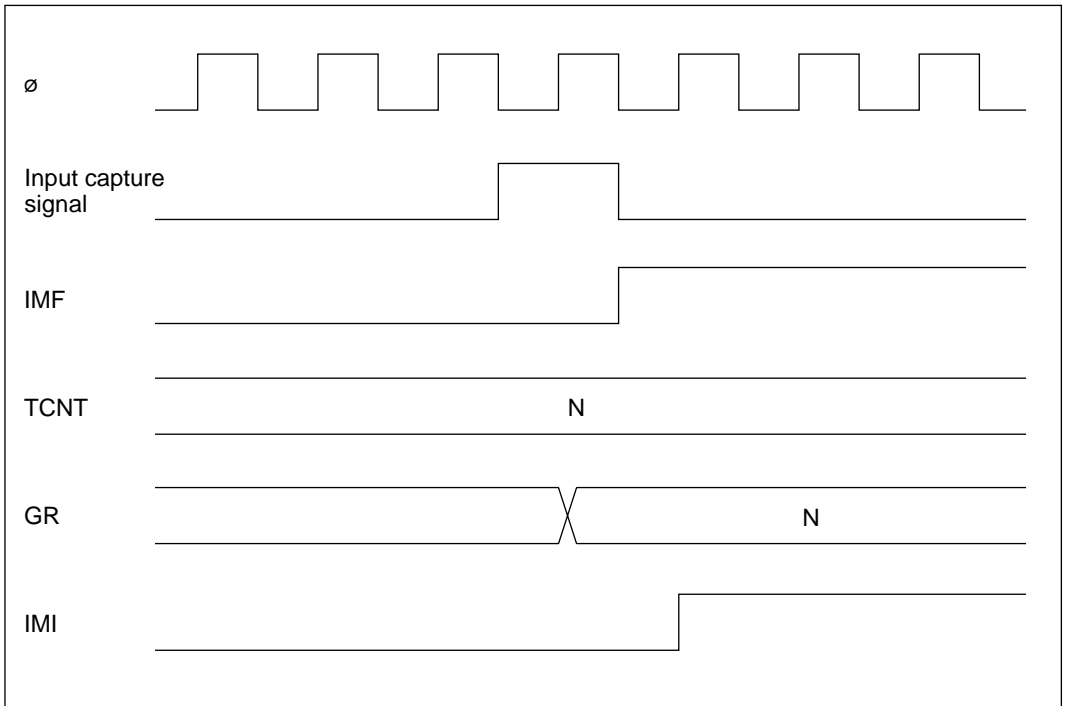 ø
Input capture
signal
IMF
TCNT
N
GR
N
IMI